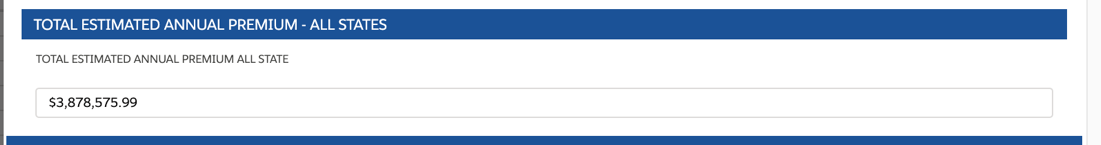 TOTAL ESTIMATED ANNUAL PREMIUM - ALL STATES
TOTAL ESTIMATED ANNUAL PREMIUM ALL STATE
$3,878,575.99